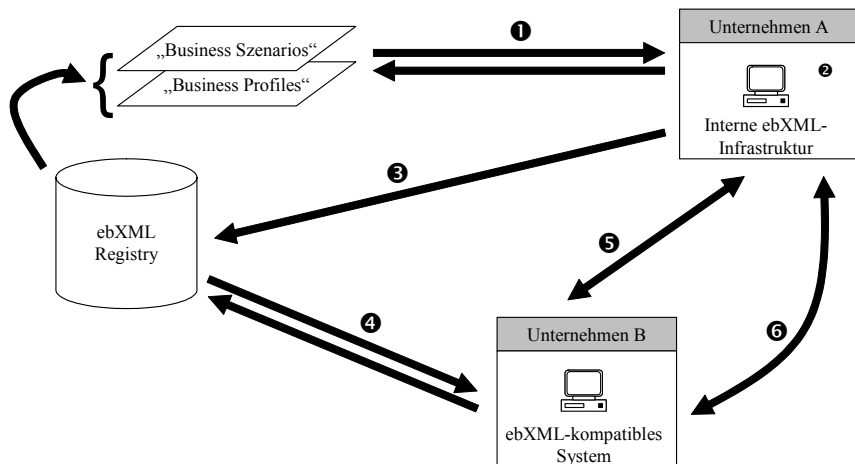 ❶
Unternehmen A
„Business Szenarios“
„Business Profiles“
❷
Interne ebXML-
Infrastruktur
❸
ebXML
Registry
❺
❹
Unternehmen B
❻
ebXML-kompatibles
System